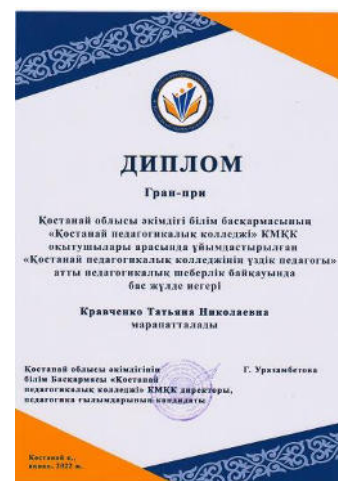 ДИПЛОМ
Гран-при
Қостанай облысы әкімдігі білім басқармасының
«Қостанай педагогикалық колледжі» КМҚК
оқытушылары арасында ұйымдастырылған
«Қостанай педагогикалық колледжінің үздік педагогы»
атты педагогикалық шеберлік байқауында
бас жүлде иегері
Кравченко Татьяна Николаевна
марапатталады
Қостанай облысы әкімдігінің
білім Басқармасы «Қостанай
педагогикалық колледжі» КМҚК директоры,
педагогика ғылымдарының кандидаты
Г. Уразамбетова
Қостанай қ.,
2022 ж.